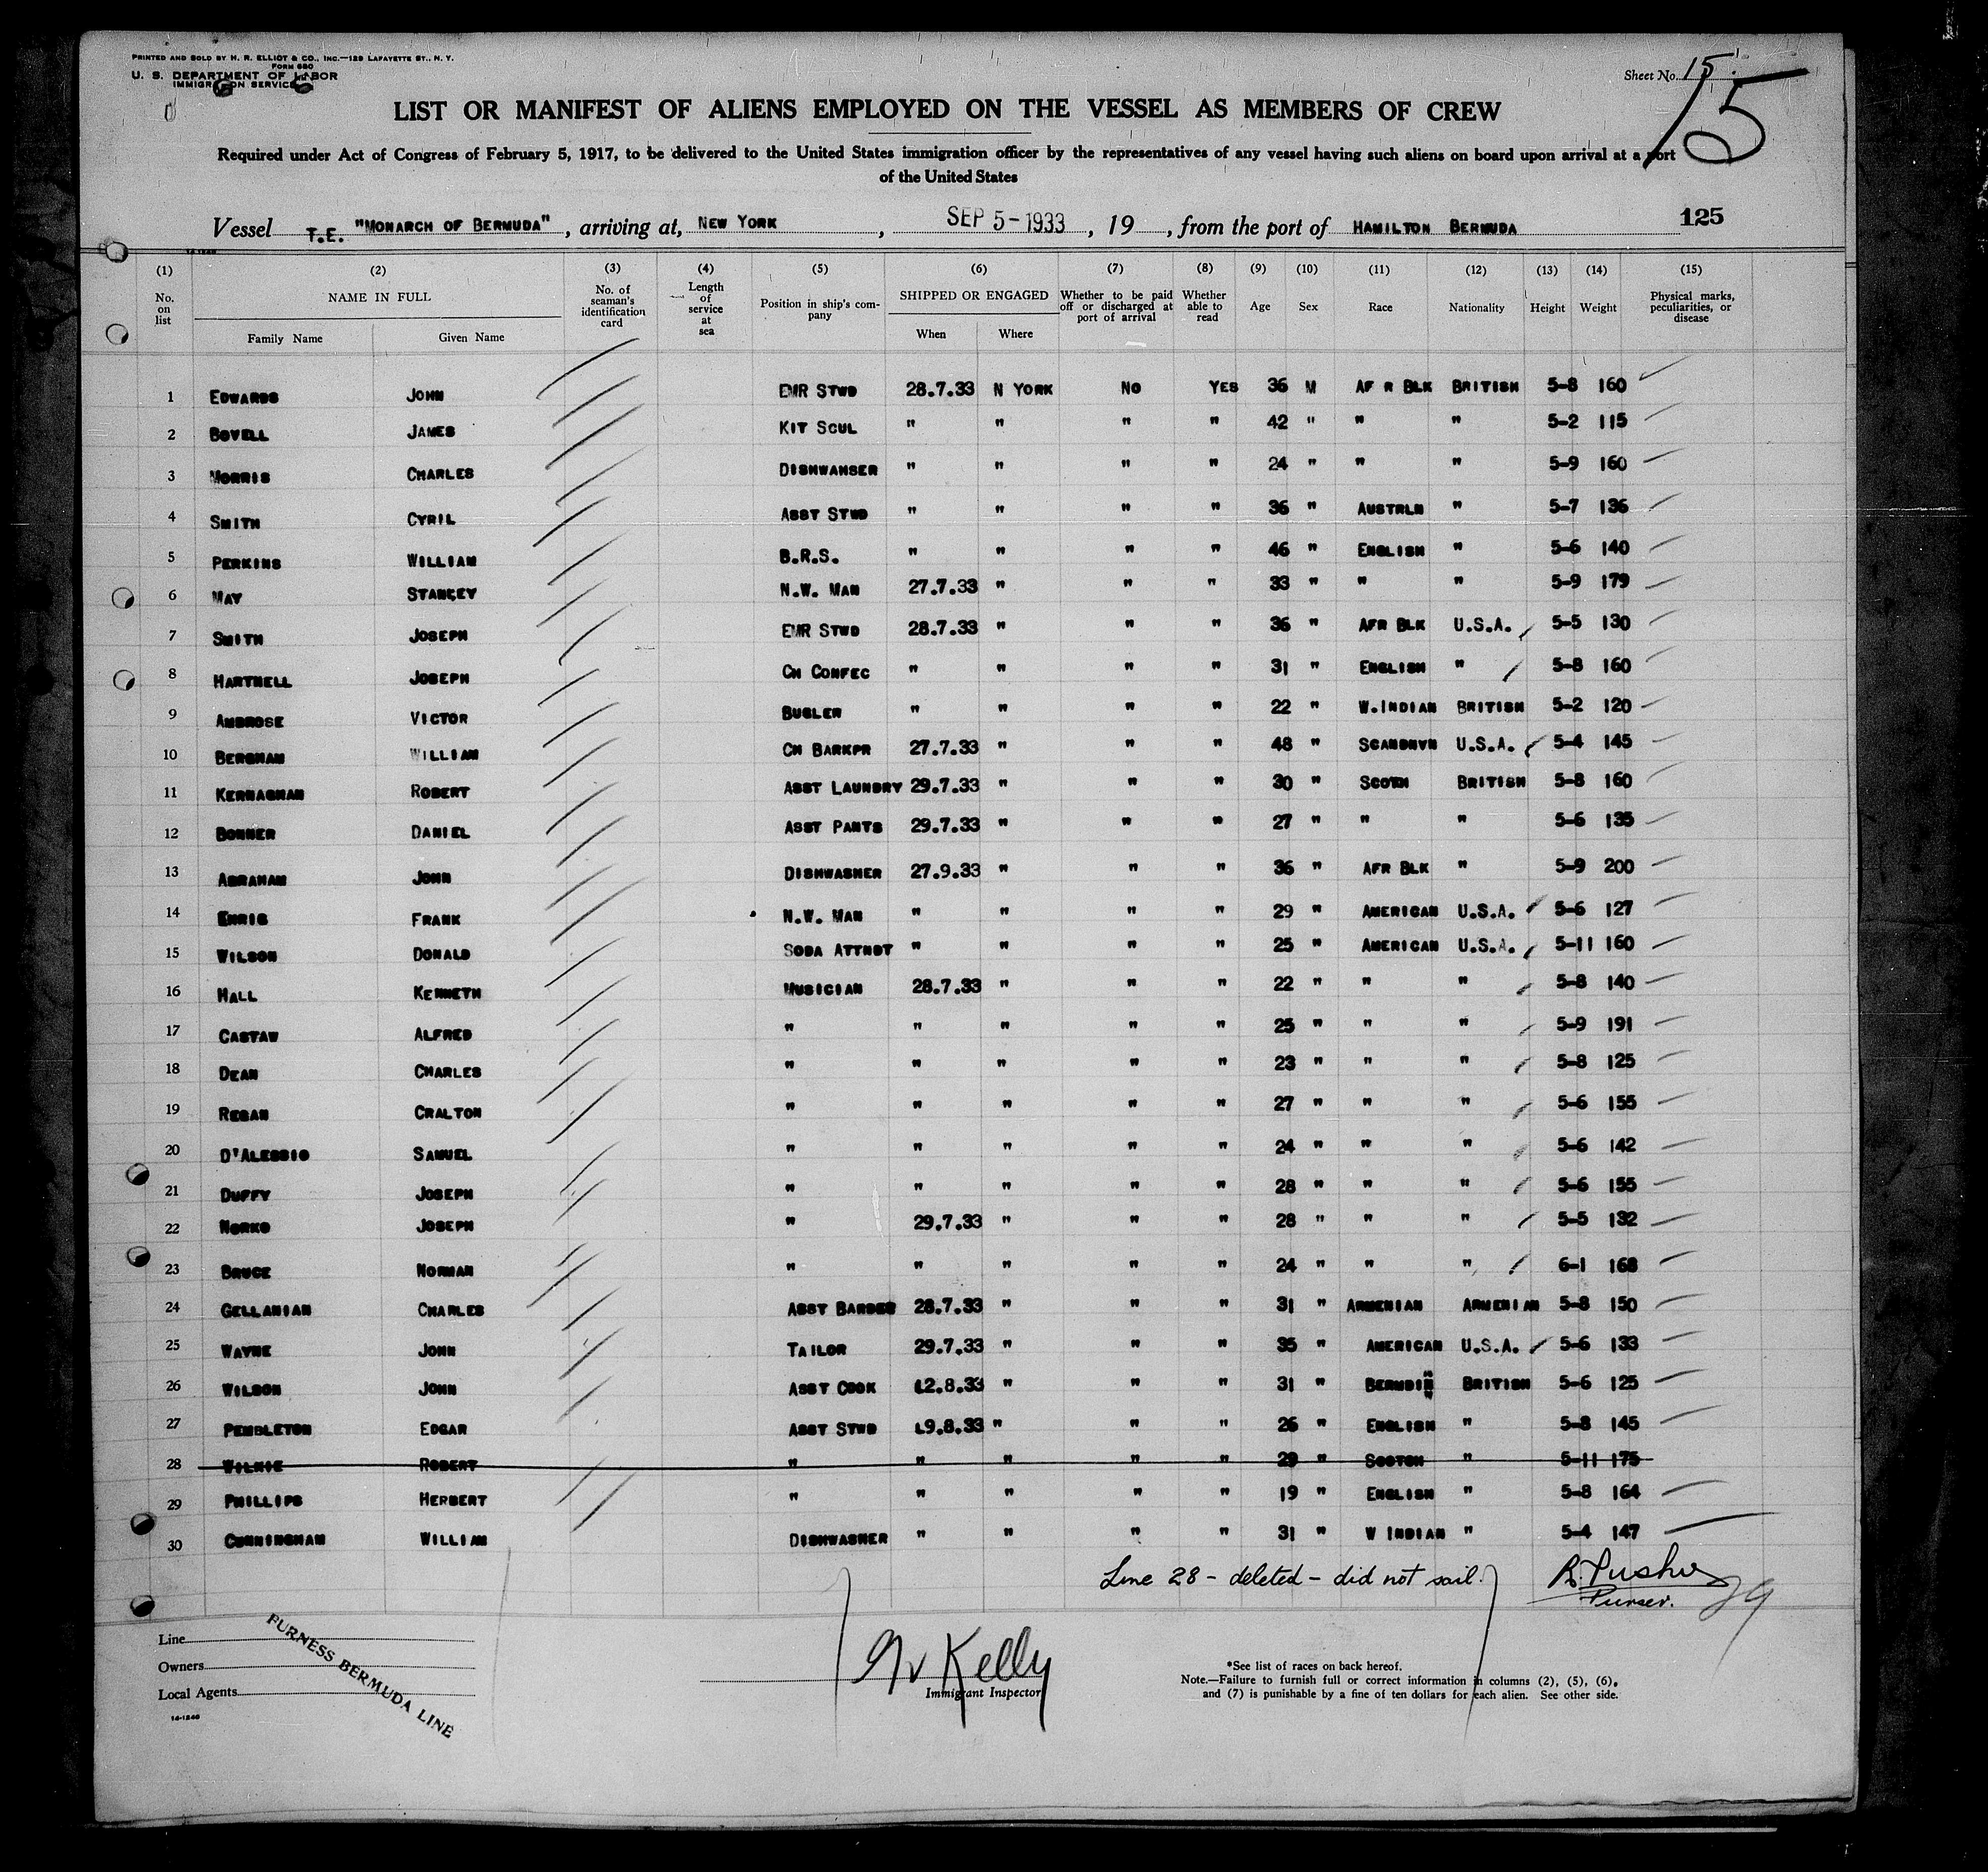 PRINTED AND SOLD BY H. R. ELLIOT & CO., INC.—129 LAFAYETTE ST., N. Y.
FORM 680
U. S. DEPARTMENT OF LABOR
IMMIGRATION SERVICE
Sheet No. 15.
15
LIST OR MANIFEST OF ALIENS EMPLOYED ON THE VESSEL AS MEMBERS OF CREW
Required under Act of Congress of February 5, 1917, to be delivered to the United States immigration officer by the representatives of any vessel having such aliens on board upon arrival at a port
of the United States
Vessel T.E. "MONARCH OF BERMUDA", arriving at, NEW YORK, SEP 5-1933, 19, from the port of HAMILTON BERMUDA 125
(1) (2) (3) (4) (5) (6) (7) (8) (9) (10) (11) (12) (13) (14) (15)
No. on list NAME IN FULL No. of seaman's identification card Length of service at sea Position in ship's company SHIPPED OR ENGAGED Whether to be paid off or discharged at port of arrival Whether able to read Age Sex Race Nationality Height Weight Physical marks, peculiarities, or disease
Family Name Given Name When Where
1 EDWARDS JOHN EMR STWD 28.7.33 N YORK NO YES 36 M AF R BLK BRITISH 5-8 160
2 BOVELL JAMES KIT SCUL " " " " 42 " " " 5-2 115
3 MORRIS CHARLES DISHWAHSER " " " " 24 " " " 5-9 160
4 SMITH CYRIL ASST STWD " " " " 36 " AUSTRLN " 5-7 136
5 PERKINS WILLIAM B.R.S. " " " " 46 " ENGLISH " 5-6 140
6 MAY STANLEY N.W. MAN 27.7.33 " " " 33 " " " 5-9 179
7 SMITH JOSEPH EMR STWD 28.7.33 " " " 36 " AFR BLK U.S.A. 5-5 130
8 HARTNELL JOSEPH CH CONFEC " " " " 31 " ENGLISH " 5-8 160
9 AMBROSE VICTOR BUGLER " " " " 22 " W.INDIAN BRITISH 5-2 120
10 BERGMAN WILLIAM CH BARKPR 27.7.33 " " " 48 " SCANDNVN U.S.A. 5-4 145
11 KERNAGHAN ROBERT ASST LAUNDRY 29.7.33 " " " 30 " SCOTH BRITISH 5-8 160
12 BONNER DANIEL ASST PANTS 29.7.33 " " " 27 " " " 5-6 135
13 ABRAHAM JOHN DISHWASHER 27.9.33 " " " 36 " AFR BLK " 5-9 200
14 FRANK N.W. MAN " " " " 29 " AMERICAN U.S.A. 5-6 127
15 WILSON DONALD SODA ATTNDT " " " " 25 " AMERICAN U.S.A. 5-11 160
16 HALL KENNETH MUSICIAN 28.7.33 " " " 22 " " " 5-8 140
17 CASTAW ALFRED " " " " " 25 " " " 5-9 191
18 DEAN CHARLES " " " " " 23 " " " 5-8 125
19 REGAN CRALTON " " " " " 27 " " " 5-6 155
20 D'ALESSIO SAMUEL " " " " " 24 " " " 5-6 142
21 DUFFY JOSEPH " " " " " 28 " " " 5-6 155
22 NORKO JOSEPH " 29.7.33 " " " 28 " " " 5-5 132
23 BRUCE NORMAN " " " " " 24 " " " 6-1 168
24 GELLANIAN CHARLES ASST BARBER 28.7.33 " " " 31 " ARMENIAN ARMENIAN 5-8 150
25 WAYNE JOHN TAILOR 29.7.33 " " " 35 " AMERICAN U.S.A. 5-6 133
26 WILSON JOHN ASST COOK 12.8.33 " " " 31 " BERMDIN BRITISH 5-6 125
27 PENDLETON EDGAR ASST STWD 19.8.33 " " " 26 " ENGLISH " 5-8 145
28 WILKIE ROBERT " " " " " 29 " SCOTCH " 5-11 175
29 PHILLIPS HERBERT " " " " " 19 " ENGLISH " 5-8 164
30 CUNNINGHAM WILLIAM DISHWASHER " " " " 31 " W INDIAN " 5-4 147
Line 28 - deleted - did not sail.
Purser.
29
Line
Owners
Local Agents
FURNESS BERMUDA LINE
14-1240
Kelly
Immigrant Inspector
*See list of races on back hereof.
Note.—Failure to furnish full or correct information in columns (2), (5), (6),
and (7) is punishable by a fine of ten dollars for each alien. See other side.